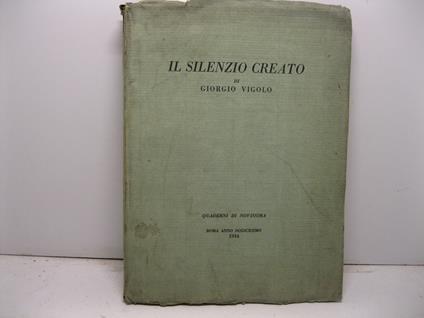 IL SILENZIO CREATO
DI
GIORGIO VIGOLO
QUADERNI DI NOVISSIMA
ROMA ANNO DODICESIMO
1934